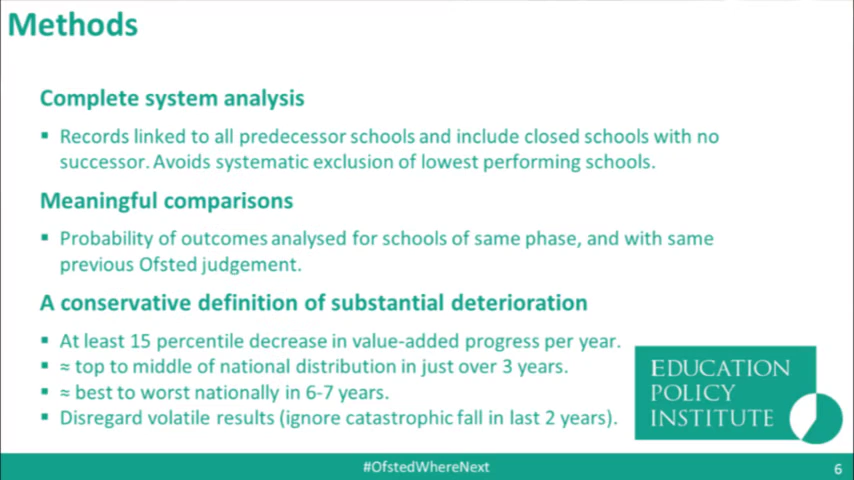 Methods
Complete system analysis
▪ Records linked to all predecessor schools and include closed schools with no
successor. Avoids systematic exclusion of lowest performing schools.
Meaningful comparisons
▪ Probability of outcomes analysed for schools of same phase, and with same
previous Ofsted judgement.
A conservative definition of substantial deterioration
▪ At least 15 percentile decrease in value-added progress per year.
▪ ≈ top to middle of national distribution in just over 3 years.
▪ ≈ best to worst nationally in 6-7 years.
▪ Disregard volatile results (ignore catastrophic fall in last 2 years).
EDUCATION
POLICY
INSTITUTE
#OfstedWhereNext
6